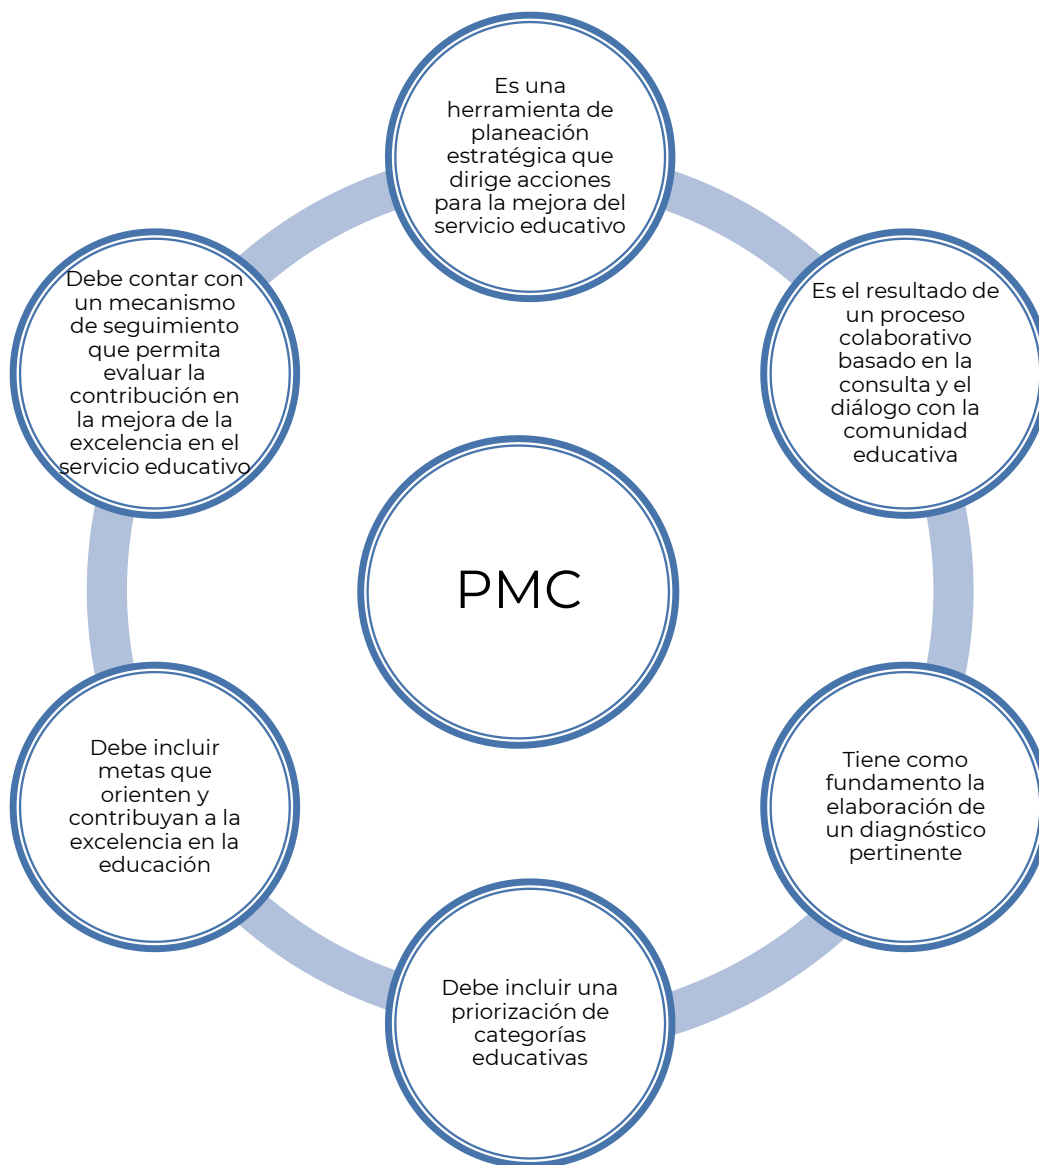 Es una
herramienta de
planeación
estratégica que
dirige acciones
para la mejora del
servicio educativo
Es el resultado de
un proceso
colaborativo
basado en la
consulta y el
diálogo con la
comunidad
educativa
Tiene como
fundamento la
elaboración de
un diagnóstico
pertinente
Debe incluir una
priorización de
categorías
educativas
Debe incluir
metas que
orienten y
contribuyan a la
excelencia en la
educación
Debe contar con
un mecanismo
de seguimiento
que permita
evaluar la
contribución en
la mejora de la
excelencia en el
servicio educativo
PMC